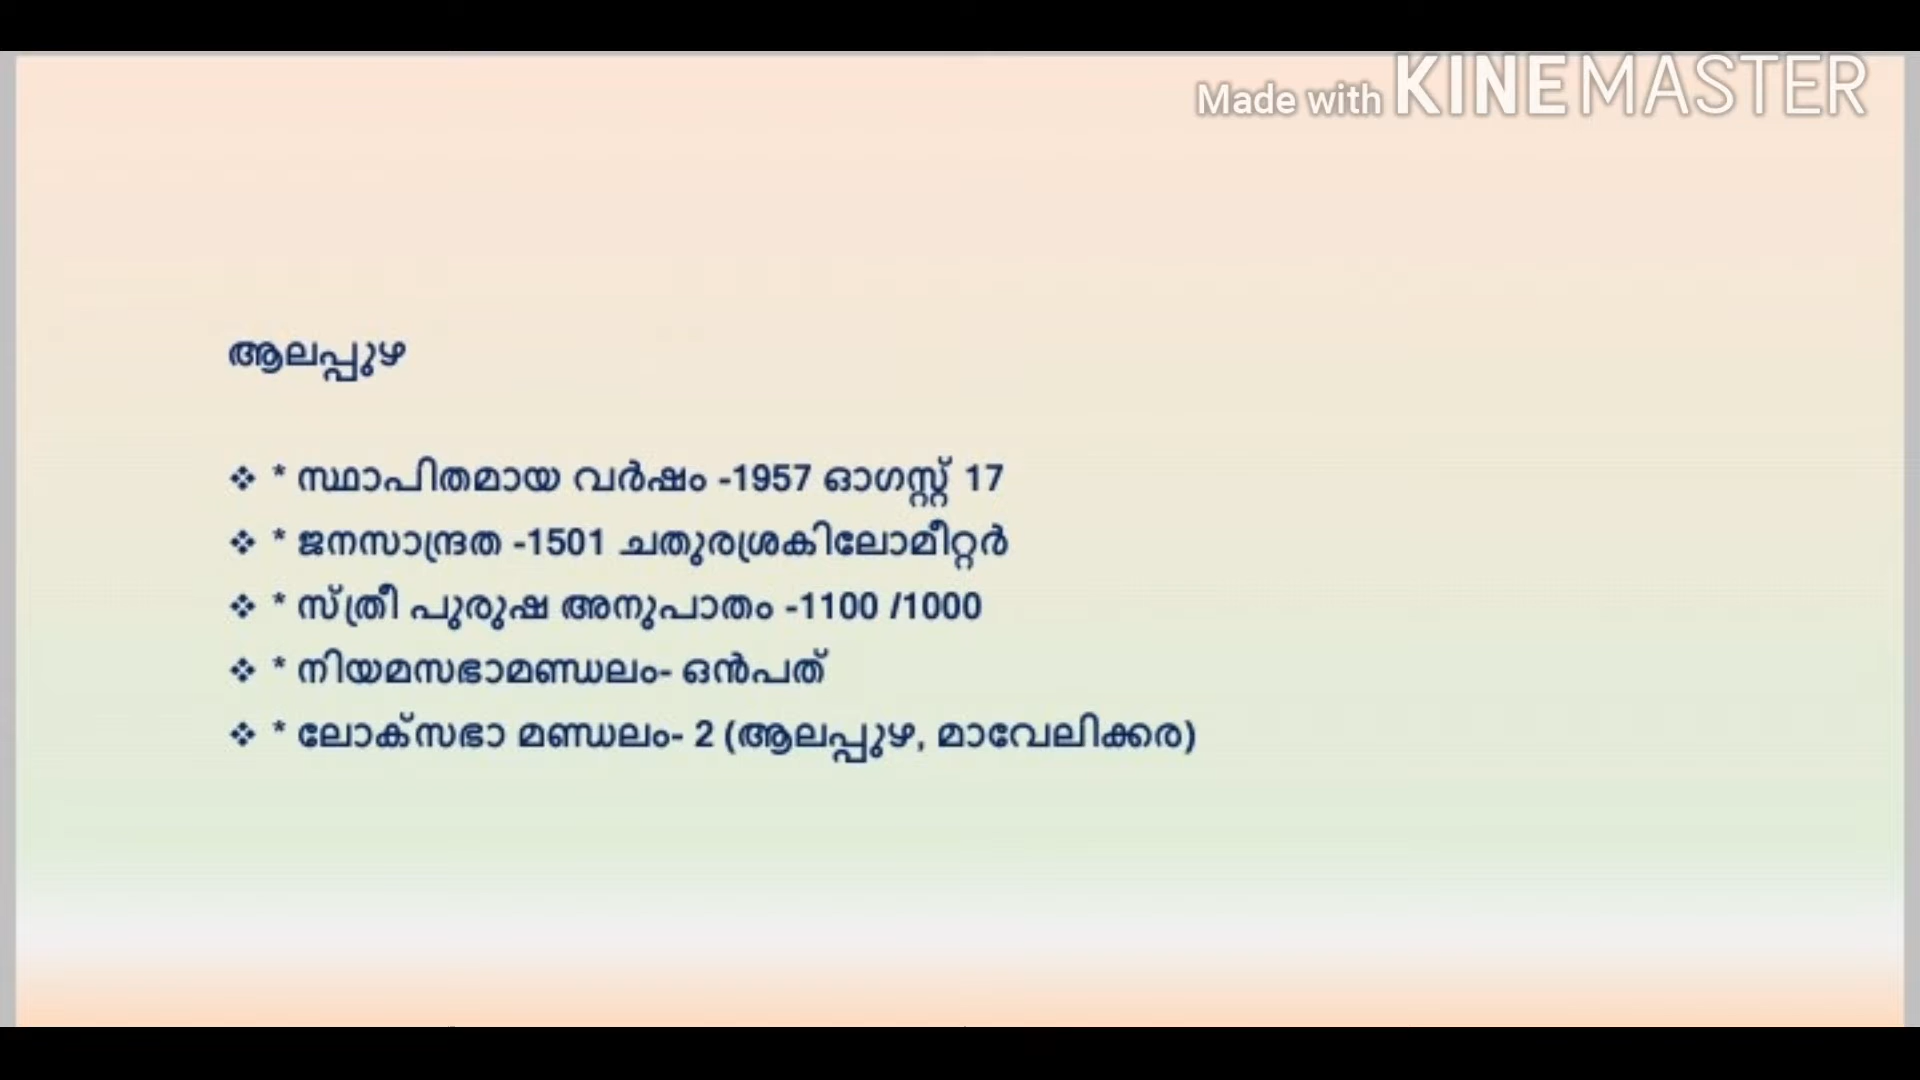 Made with KINEMASTER
ആലപ്പുഴ
❖ * സ്ഥാപിതമായ വർഷം -1957 ഓഗസ്റ്റ് 17
❖ * ജനസാന്ദ്രത -1501 ചതുരശ്രകിലോമീറ്റർ
❖ * സ്ത്രീ പുരുഷ അനുപാതം -1100 /1000
❖ * നിയമസഭാമണ്ഡലം- ഒൻപത്
❖ * ലോക്സഭാ മണ്ഡലം- 2 (ആലപ്പുഴ, മാവേലിക്കര)